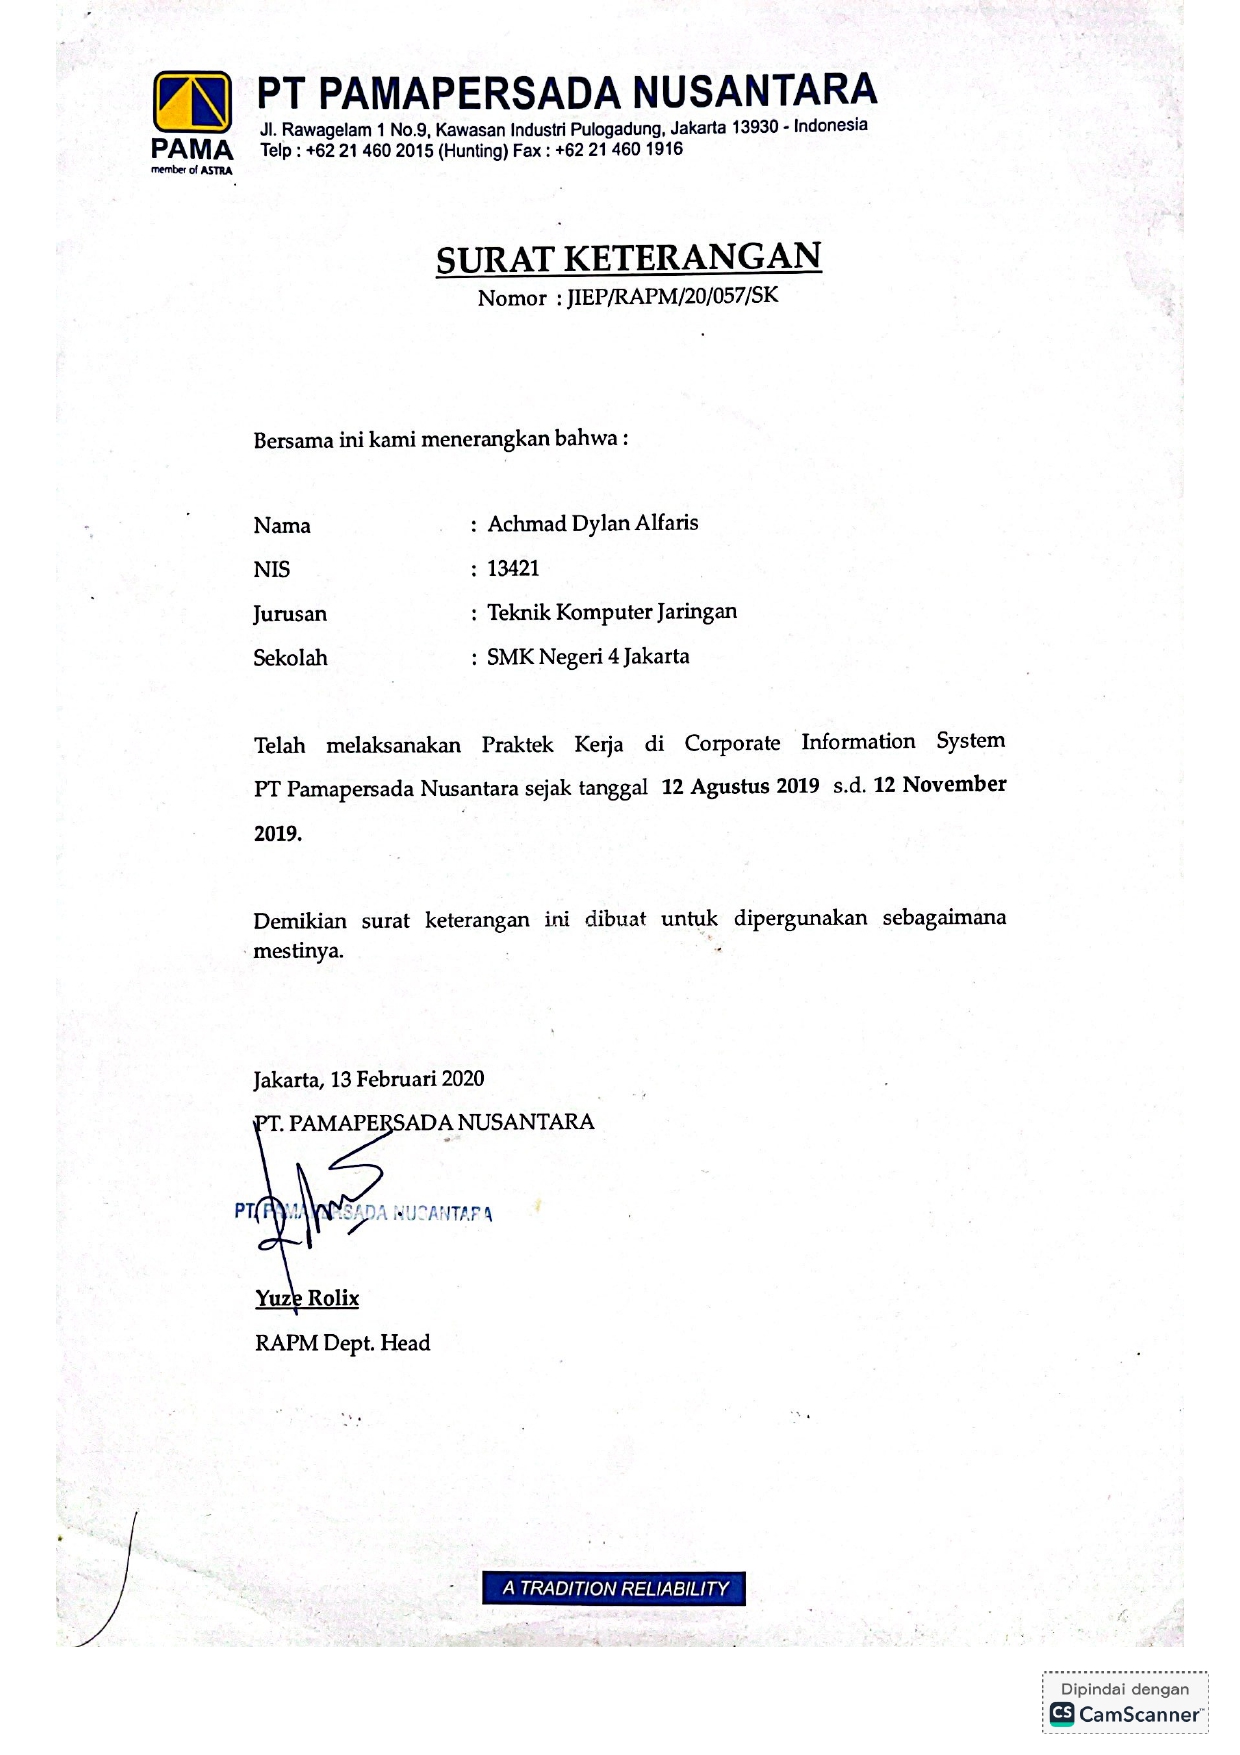 PT PAMAPERSADA NUSANTARA
Jl. Rawagelam 1 No.9, Kawasan Industri Pulogadung, Jakarta 13930 - Indonesia
Telp : +62 21 460 2015 (Hunting) Fax : +62 21 460 1916
PAMA
member of ASTRA
SURAT KETERANGAN
Nomor : JIEP/RAPM/20/057/SK
Bersama ini kami menerangkan bahwa :
Nama : Achmad Dylan Alfaris
NIS : 13421
Jurusan : Teknik Komputer Jaringan
Sekolah : SMK Negeri 4 Jakarta
Telah melaksanakan Praktek Kerja di Corporate Information System
PT Pamapersada Nusantara sejak tanggal 12 Agustus 2019 s.d. 12 November
2019.
Demikian surat keterangan ini dibuat untuk dipergunakan sebagaimana
mestinya.
Jakarta, 13 Februari 2020
PT. PAMAPERSADA NUSANTARA
PT. PAMAPERSADA NUSANTARA
Yuze Rolix
RAPM Dept. Head
A TRADITION RELIABILITY
Dipindai dengan
CS CamScanner